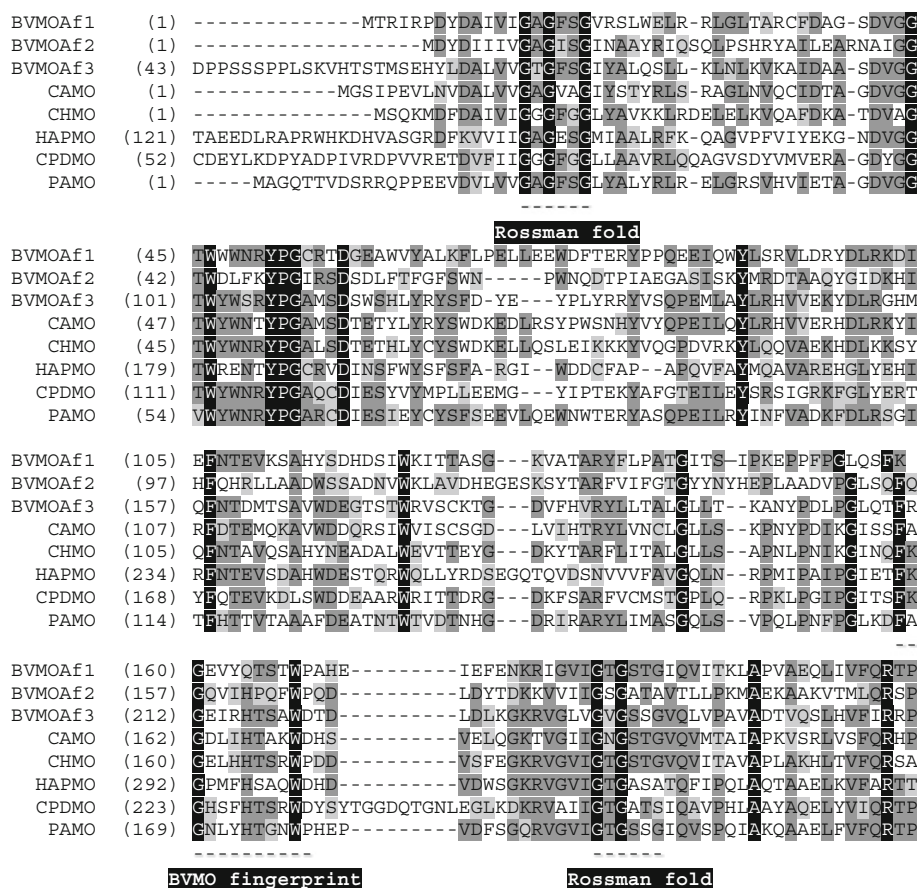 BVMOAf1 (1) -----------------MTRIRPDYDAIVIGAGFSGVRSLWELR-RLGLTARCFDAG-SDVGG
BVMOAf2 (1) ---------------------MDYDIIIVGAGISGINAAYRIQSQLPSHRYAILEARNAIGG
BVMOAf3 (43) DPPSSSPPLSKVHTSTMSEHYLDALVVGTGFSGIYALQSLL-KLNLKVKAIDAA-SDVGG
CAMO (1) ---------------MGSIPEVLNVDALVVGAGVAGIYSTYRLS-RAGLNVQCIDTA-GDVGG
CHMO (1) -----------------MSQKMDFDAIVIGGGFGGLYAVKKLRDELELKVQAFDKA-TDVAG
HAPMO (121) TAEEDLRAPRWHKDHVASGRDFKVVIIGAGESGMIAALRFK-QAGVPFVIYEKG-NDVGG
CPDMO (52) CDEYLKDPYADPIVRDPVVRETDVFIIGGGFGGLLAAVRLQQAGVSDYVMVERA-GDYGG
PAMO (1) -----MAGQTTVDSRRQPPEEVDVLVVGAGFSGLYALYRLR-ELGRSVHVIETA-GDVGG
------
Rossman fold
BVMOAf1 (45) TWWWNRYPGCRTDGEAWVYALKFLPELLEEWDFTERYPPQEEIQWYLSRVLDRYDLRKDI
BVMOAf2 (42) TWDLFKYPGIRSDSDLFTFGFSWN-----PWNQDTPIAEGASISKYMRDTAAQYGIDKHI
BVMOAf3 (101) TWYWSRYPGAMSDSWSHLYRYSFD-YE---YPLYRRYVSQPEMLAYLRHVVEKYDLRGHM
CAMO (47) TWYWNTYPGAMSDTETYLYRYSWDKEDLRSYPWSNHYVYQPEILQYLRHVVERHDLRKYI
CHMO (45) TWYWNRYPGALSDTETHLYCYSWDKELLQSLEIKKKYVQGPDVRKYLQQVAEKHDLKKSY
HAPMO (179) TWRENTYPGCRVDINSFWYSFSFA-RGI--WDDCFAP--APQVFAYMQAVAREHGLYEHI
CPDMO (111) TWYWNRYPGAQCDIESYVYMPLLEEMG---YIPTEKYAFGTEILEYSRSIGRKFGLYERT
PAMO (54) VWYWNRYPGARCDIESIEYCYSFSEEVLQEWNWTERYASQPEILRYINFVADKFDLRSGI
BVMOAf1 (105) EFNTEVKSAHYSDHDSIWKITTASG---KVATARYFLPATGITS—IPKEPPFPGLQSFK
BVMOAf2 (97) HFQHRLLAADWSSADNVWKLAVDHEGESKSYTARFVIFGTGYYNYHEPLAADVPGLSQFQ
BVMOAf3 (157) QFNTDMTSAVWDEGTSTWRVSCKTG---DVFHVRYLLTALGLLT--KANYPDLPGLQTFR
CAMO (107) RFDTEMQKAVWDDQRSIWVISCSGD---LVIHTRYLVNCLGLLS--KPNYPDIKGISSFA
CHMO (105) QFNTAVQSAHYNEADALWEVTTEYG---DKYTARFLITALGLLS--APNLPNIKGINQFK
HAPMO (234) RFNTEVSDAHWDESTQRWQLLYRDSEGQTQVDSNVVVFAVGQLN--RPMIPAIPGIETFK
CPDMO (168) YFQTEVKDLSWDDEAARWRITTDRG---DKFSARFVCMSTGPLQ--RPKLPGIPGITSFK
PAMO (114) TFHTTVTAAAFDEATNTWTVDTNHG---DRIRARYLIMASGQLS--VPQLPNFPGLKDFA
--
BVMOAf1 (160) GEVYQTSTWPAHE----------IEFENKRIGVIGTGSTGIQVITKLAPVAEQLIVFQRTP
BVMOAf2 (157) GQVIHPQFWPQD-----------LDYTDKKVVIIGSGATAVTLLPKMAEKAAKVTMLQRSP
BVMOAf3 (212) GEIRHTSAWDTD-----------LDLKGKRVGLVGVGSSGVQLVPAVADTVQSLHVFIRRP
CAMO (162) GDLIHTAKWDHS-----------VELQGKTVGIIGNGSTGVQVMTAIAPKVSRLVSFQRHP
CHMO (160) GELHHTSRWPDD-----------VSFEGKRVGVIGTGSTGVQVITAVAPLAKHLTVFQRSA
HAPMO (292) GPMFHSAQWDHD-----------VDWSGKRVGVIGTGASATQFIPQLAQTAAELKVFARTT
CPDMO (223) GHSFHTSRWDYSYTGGDQTGNLEGLKDKRVAIIGTGATSIQAVPHLAAYAQELYVIQRTP
PAMO (169) GNLYHTGNWPHEP----------VDFSGQRVGVIGTGSSGIQVSPQIAKQAAELFVFQRTP
---------- ------
BVMO fingerprint Rossman fold